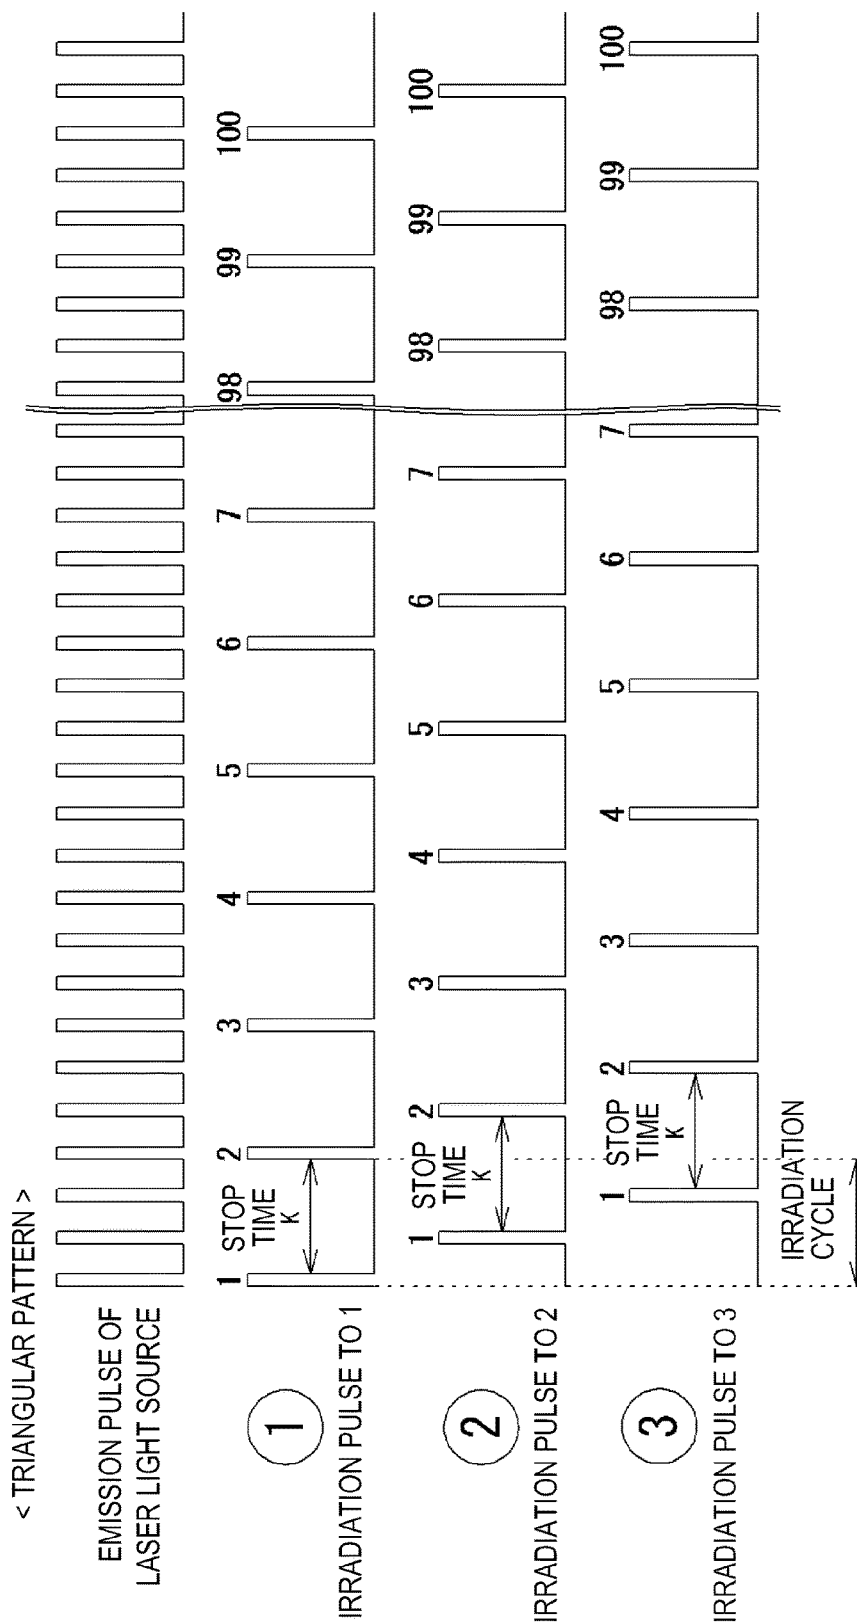 < TRIANGULAR PATTERN >
EMISSION PULSE OF
LASER LIGHT SOURCE
1
IRRADIATION PULSE TO 1
1 2 3 4 5 6 7 98 99 100
STOP
TIME
K
2
IRRADIATION PULSE TO 2
1 2 3 4 5 6 7 98 99 100
STOP
TIME
K
3
IRRADIATION PULSE TO 3
1 2 3 4 5 6 7 98 99 100
STOP
TIME
K
IRRADIATION
CYCLE